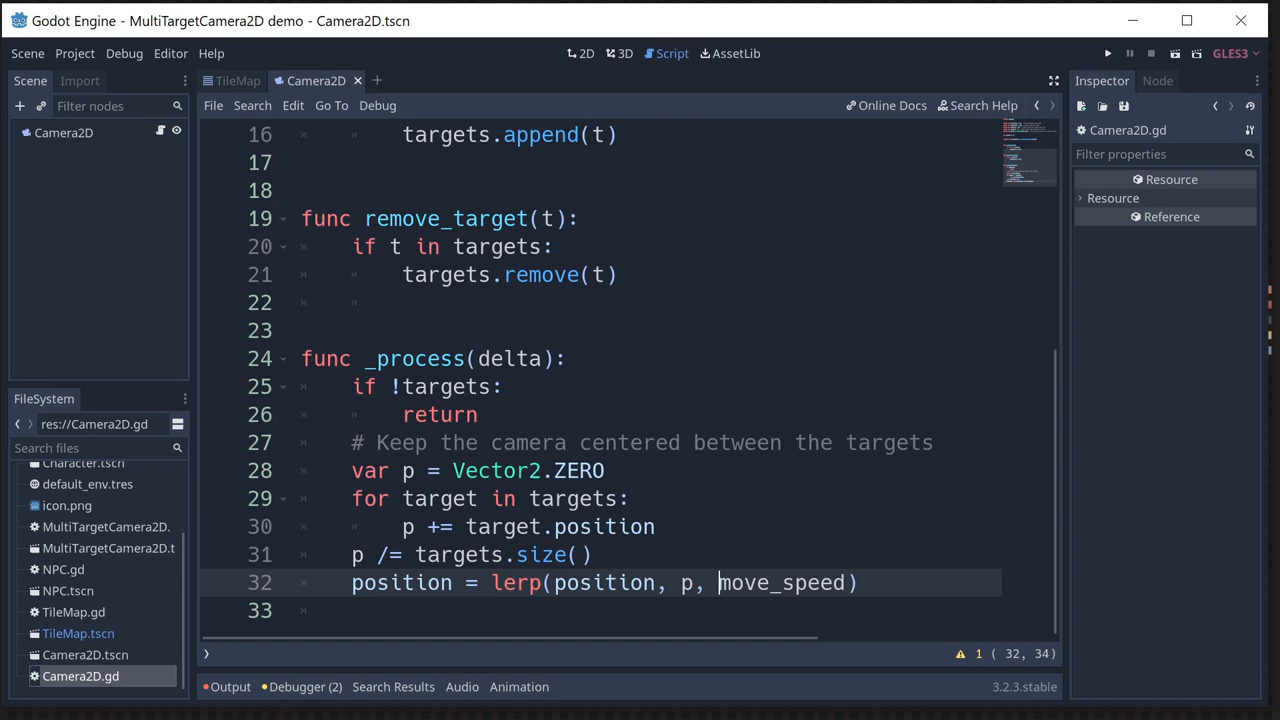 Godot Engine - MultiTargetCamera2D demo - Camera2D.tscn
Scene Project Debug Editor Help
2D 3D Script AssetLib
GLES3
Scene Import
Filter nodes
Camera2D
FileSystem
res://Camera2D.gd
Search files
Character.tscn
default_env.tres
icon.png
MultiTargetCamera2D.
MultiTargetCamera2D.t
NPC.gd
NPC.tscn
TileMap.gd
TileMap.tscn
Camera2D.tscn
Camera2D.gd
TileMap Camera2D
File Search Edit Go To Debug
Online Docs Search Help
16 targets.append(t)
17
18
19 func remove_target(t):
20 if t in targets:
21 targets.remove(t)
22
23
24 func _process(delta):
25 if !targets:
26 return
27 # Keep the camera centered between the targets
28 var p = Vector2.ZERO
29 for target in targets:
30 p += target.position
31 p /= targets.size()
32 position = lerp(position, p, move_speed)
33
1 ( 32, 34)
Output Debugger (2) Search Results Audio Animation
3.2.3.stable
Inspector Node
Camera2D.gd
Filter properties
Resource
Resource
Reference